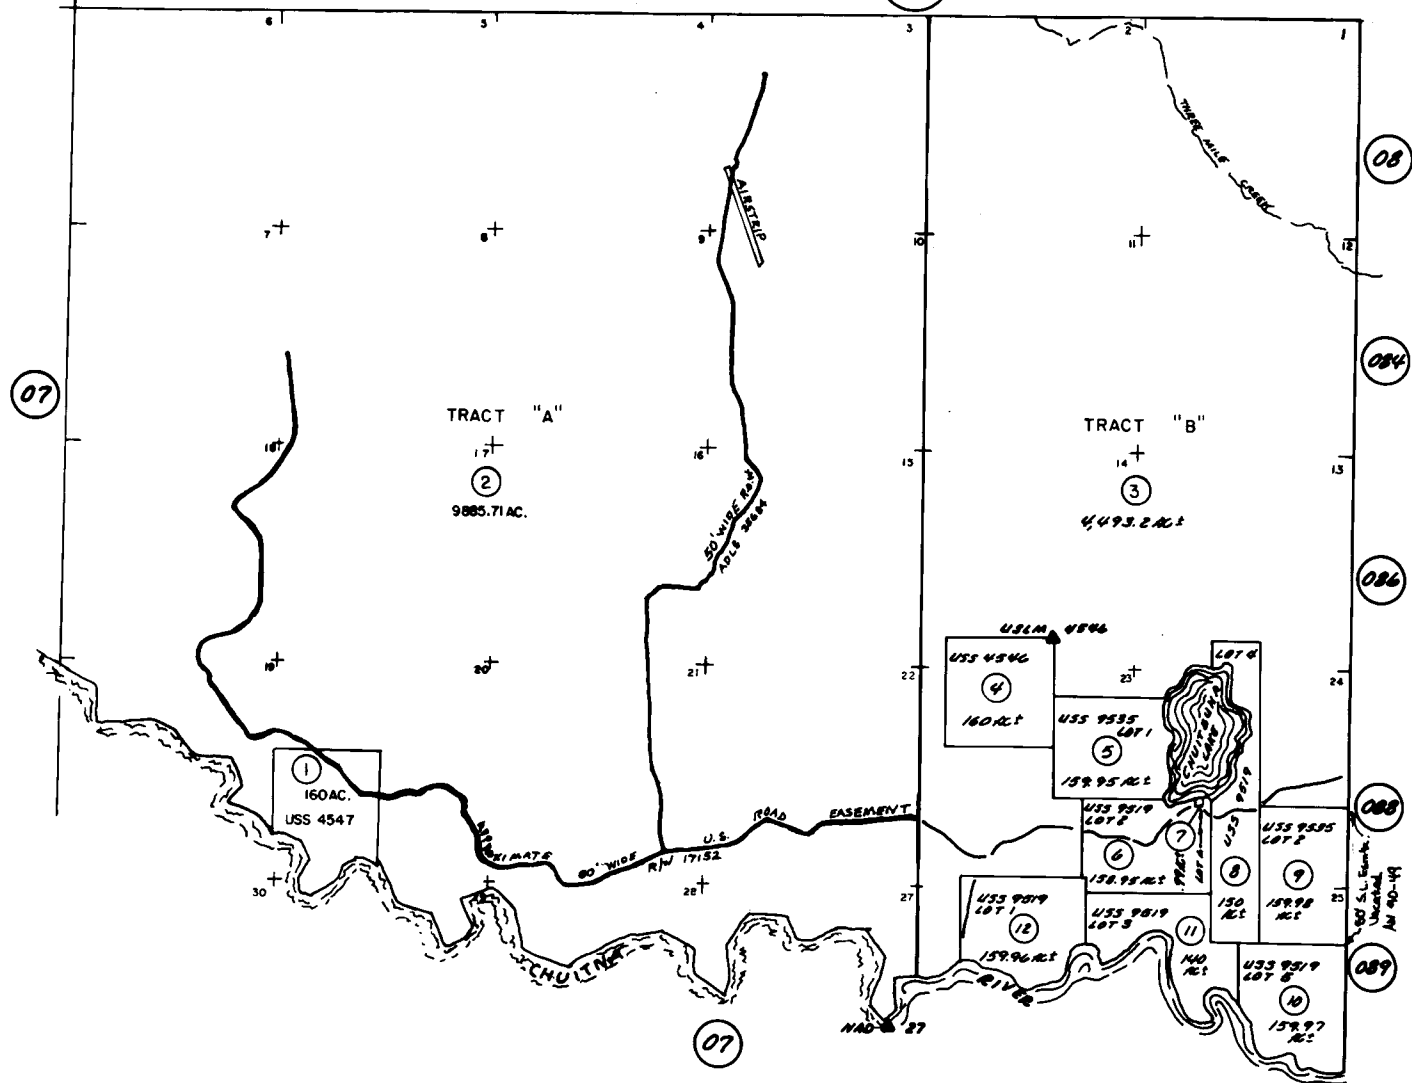 6
5
4
3
2
1
THREE MILE CREEK
08
AIRSTRIP
7
8
9
10
11
12
084
07
TRACT "A"
TRACT "B"
18
17
16
15
14
13
2
9885.71 AC.
3
4,493.2 AC±
50' WIDE R.O.W.
086
USLM 4546
USS 4546
4
160 AC±
LOT 4
19
20
21
22
23
24
USS 9535
LOT 1
5
159.95 AC±
CHUITBUNA LAKE
USS 9519
1
160 AC.
USS 4547
APPROXIMATE 60' WIDE U.S. ROAD EASEMENT
R/W 17152
USS 9519
LOT 2
6
158.95 AC±
7
8
150
AC±
USS 9535
LOT 2
9
159.98
AC±
088
60' S.L. Esmt.
Vacated
30
28
27
25
USS 9519
LOT 1
12
159.96 AC±
USS 9519
LOT 3
11
140
AC±
USS 9519
LOT 5
10
159.97
AC±
089
CHUITNA
RIVER
NAD 27
07